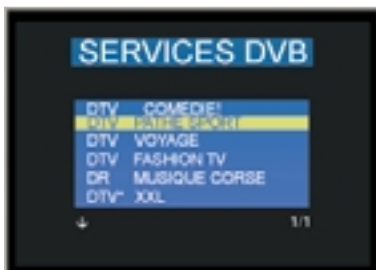 SERVICES DVB
DTV COMEDIE!
DTV PATHE SPORT
DTV VOYAGE
DTV FASHION TV
DR MUSIQUE CORSE
DTV~ XXL
↓ 1/1